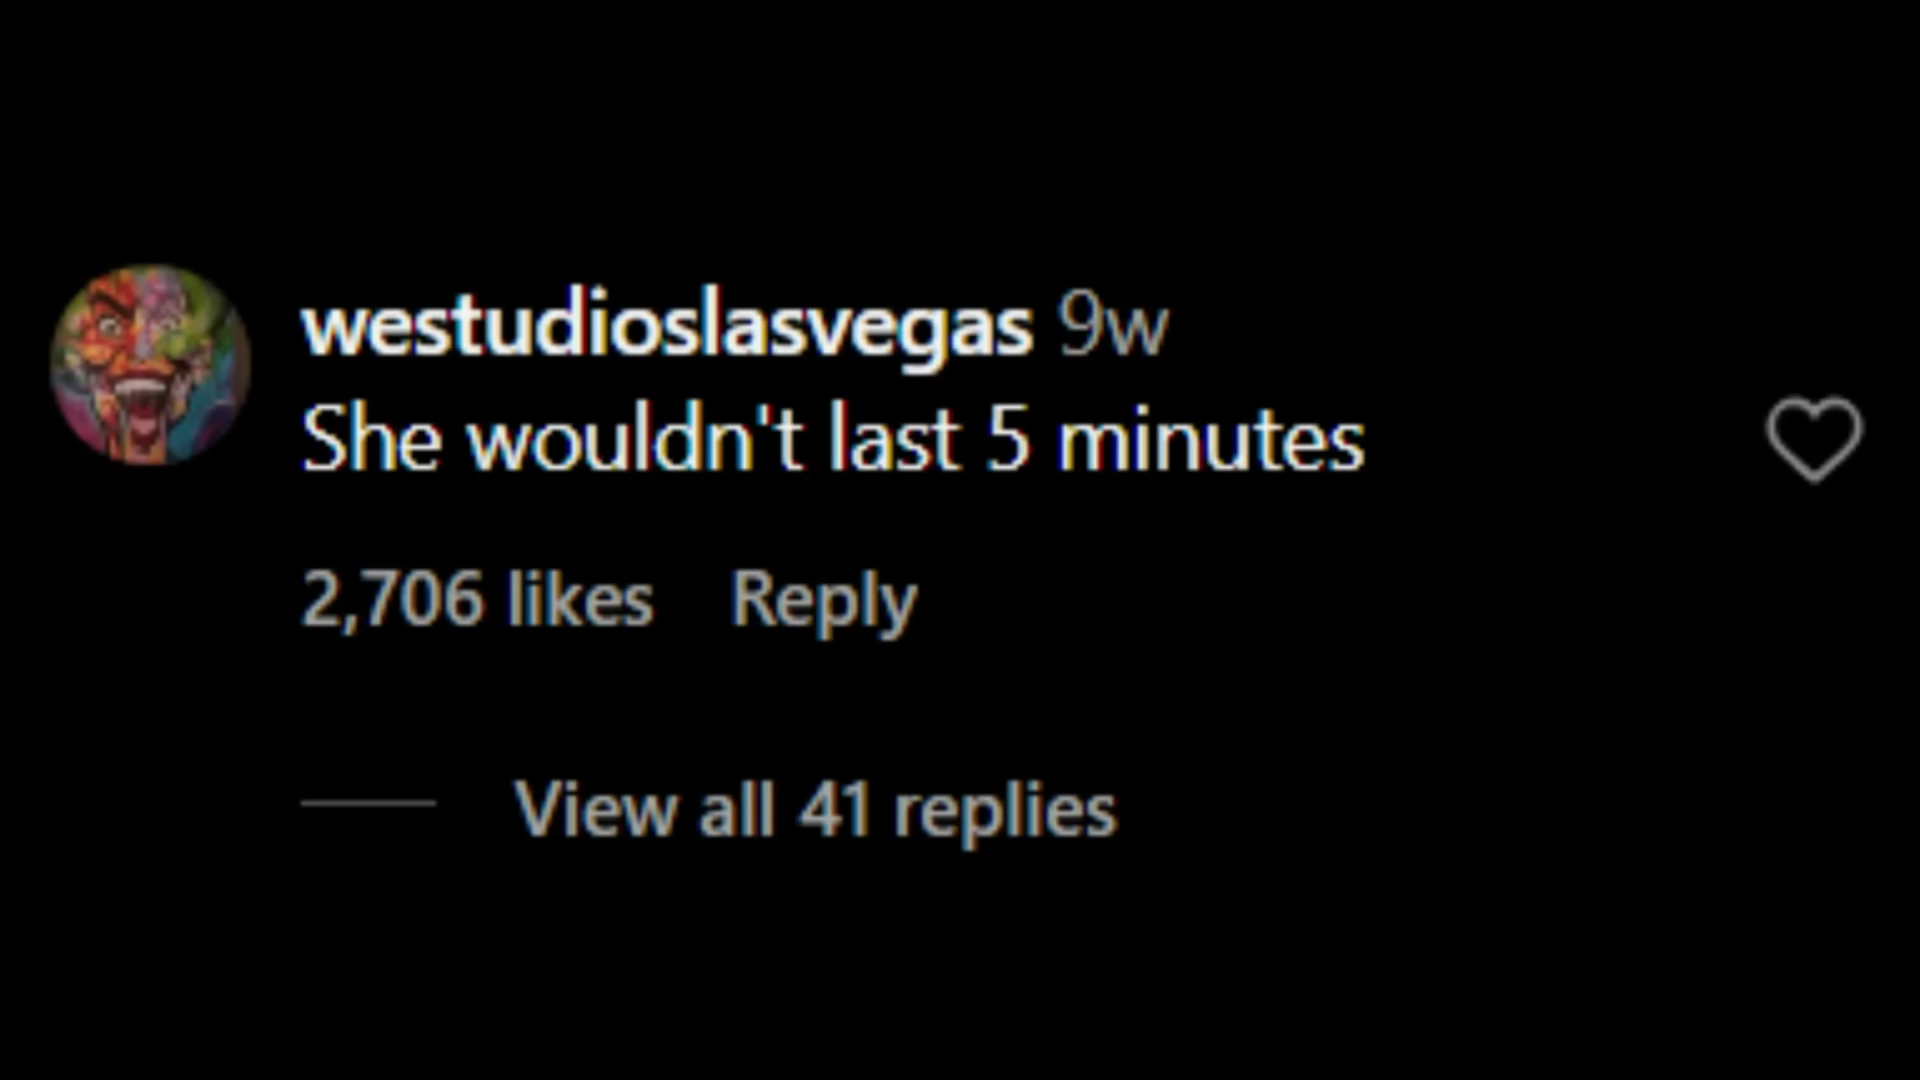 westudioslasvegas 9w
She wouldn't last 5 minutes
2,706 likes Reply
View all 41 replies